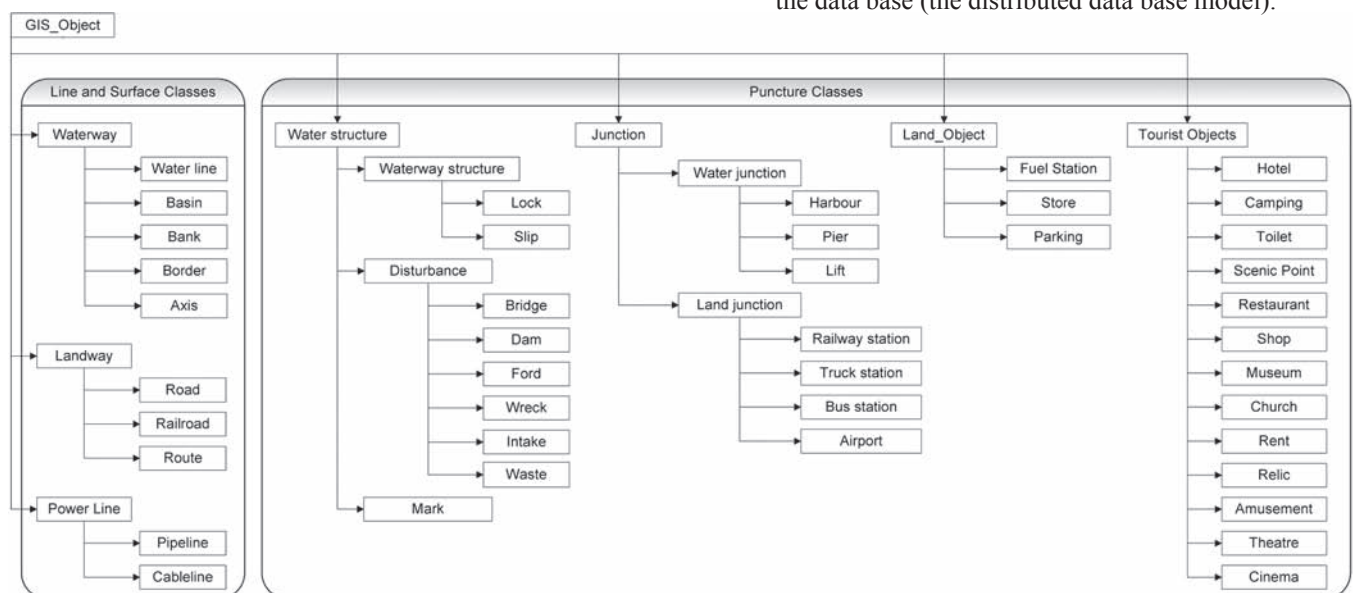 the data base (the distributed data base model).
GIS_Object
Line and Surface Classes
Waterway
Water line
Basin
Bank
Border
Axis
Landway
Road
Railroad
Route
Power Line
Pipeline
Cableline
Puncture Classes
Water structure
Waterway structure
Lock
Slip
Disturbance
Bridge
Dam
Ford
Wreck
Intake
Waste
Mark
Junction
Water junction
Harbour
Pier
Lift
Land junction
Railway station
Truck station
Bus station
Airport
Land_Object
Fuel Station
Store
Parking
Tourist Objects
Hotel
Camping
Toilet
Scenic Point
Restaurant
Shop
Museum
Church
Rent
Relic
Amusement
Theatre
Cinema